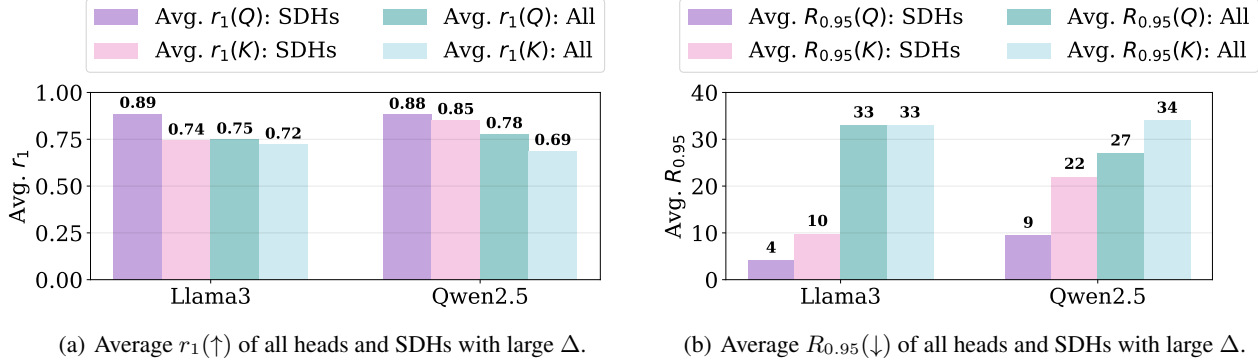 Avg. r₁(Q): SDHs Avg. r₁(Q): All
Avg. r₁(K): SDHs Avg. r₁(K): All
Avg. r₁
1.00
0.75
0.50
0.25
0.00
0.89 0.74 0.75 0.72 0.88 0.85 0.78 0.69
Llama3 Qwen2.5
(a) Average r₁(↑) of all heads and SDHs with large Δ.
Avg. R₀.₉₅(Q): SDHs Avg. R₀.₉₅(Q): All
Avg. R₀.₉₅(K): SDHs Avg. R₀.₉₅(K): All
Avg. R₀.₉₅
40
30
20
10
0
4 10 33 33 9 22 27 34
Llama3 Qwen2.5
(b) Average R₀.₉₅(↓) of all heads and SDHs with large Δ.